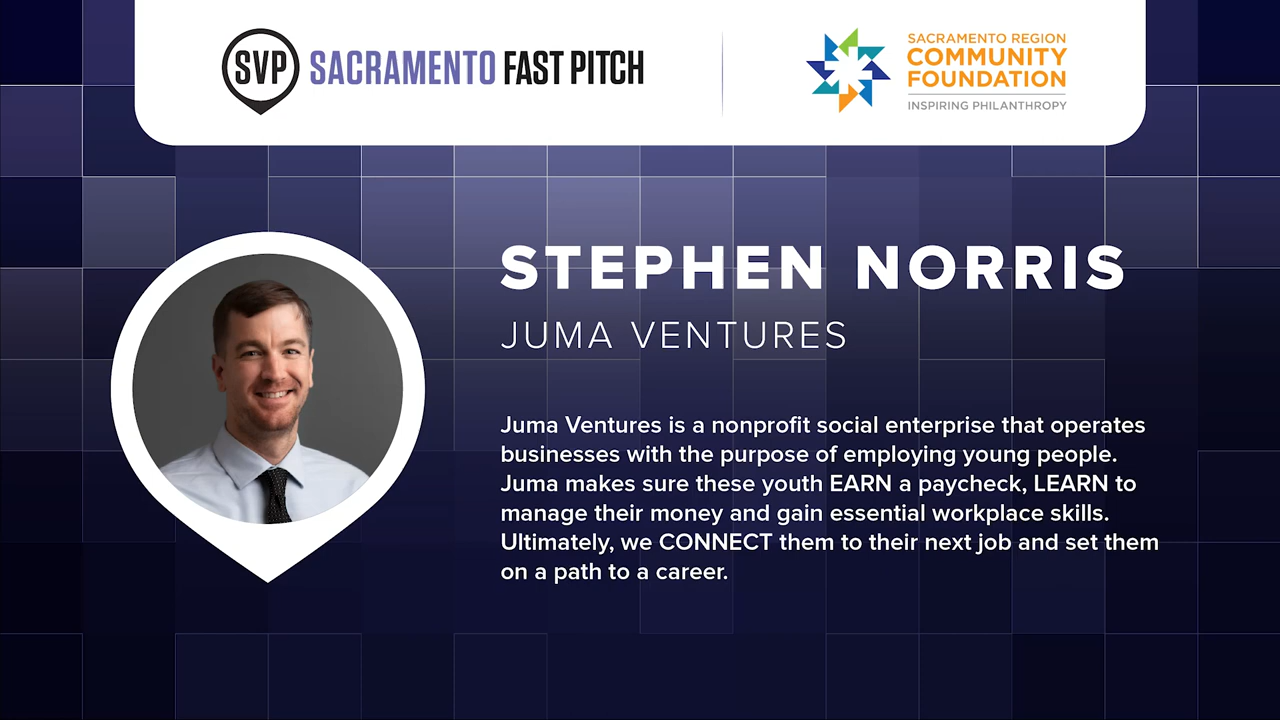 SVP SACRAMENTO FAST PITCH
SACRAMENTO REGION
COMMUNITY
FOUNDATION
INSPIRING PHILANTHROPY
STEPHEN NORRIS
JUMA VENTURES
Juma Ventures is a nonprofit social enterprise that operates
businesses with the purpose of employing young people.
Juma makes sure these youth EARN a paycheck, LEARN to
manage their money and gain essential workplace skills.
Ultimately, we CONNECT them to their next job and set them
on a path to a career.